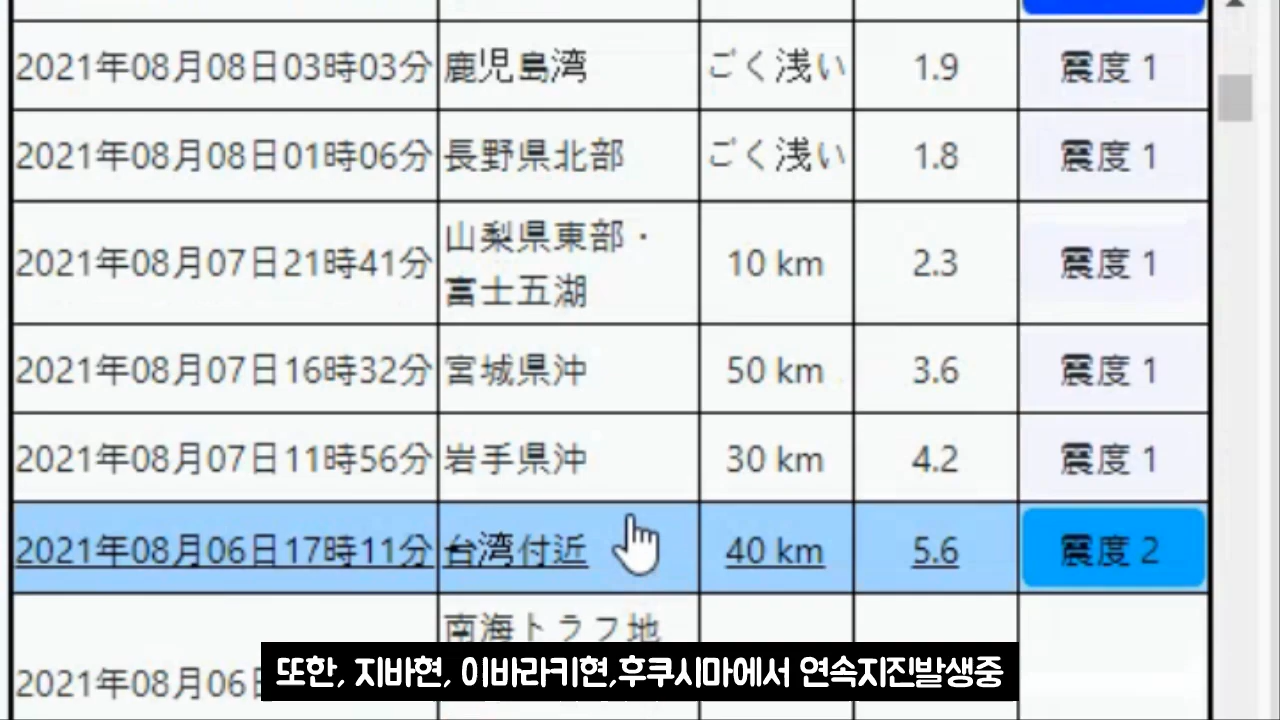 2021年08月08日03時03分 鹿児島湾 ごく浅い 1.9 震度 1
2021年08月08日01時06分 長野県北部 ごく浅い 1.8 震度 1
2021年08月07日21時41分 山梨県東部・ 10 km 2.3 震度 1
富士五湖
2021年08月07日16時32分 宮城県沖 50 km 3.6 震度 1
2021年08月07日11時56分 岩手県沖 30 km 4.2 震度 1
2021年08月06日17時11分 台湾付近 40 km 5.6 震度 2
南海トラフ地
2021年08月06日
또한, 지바현, 이바라키현,후쿠시마에서 연속지진발생중